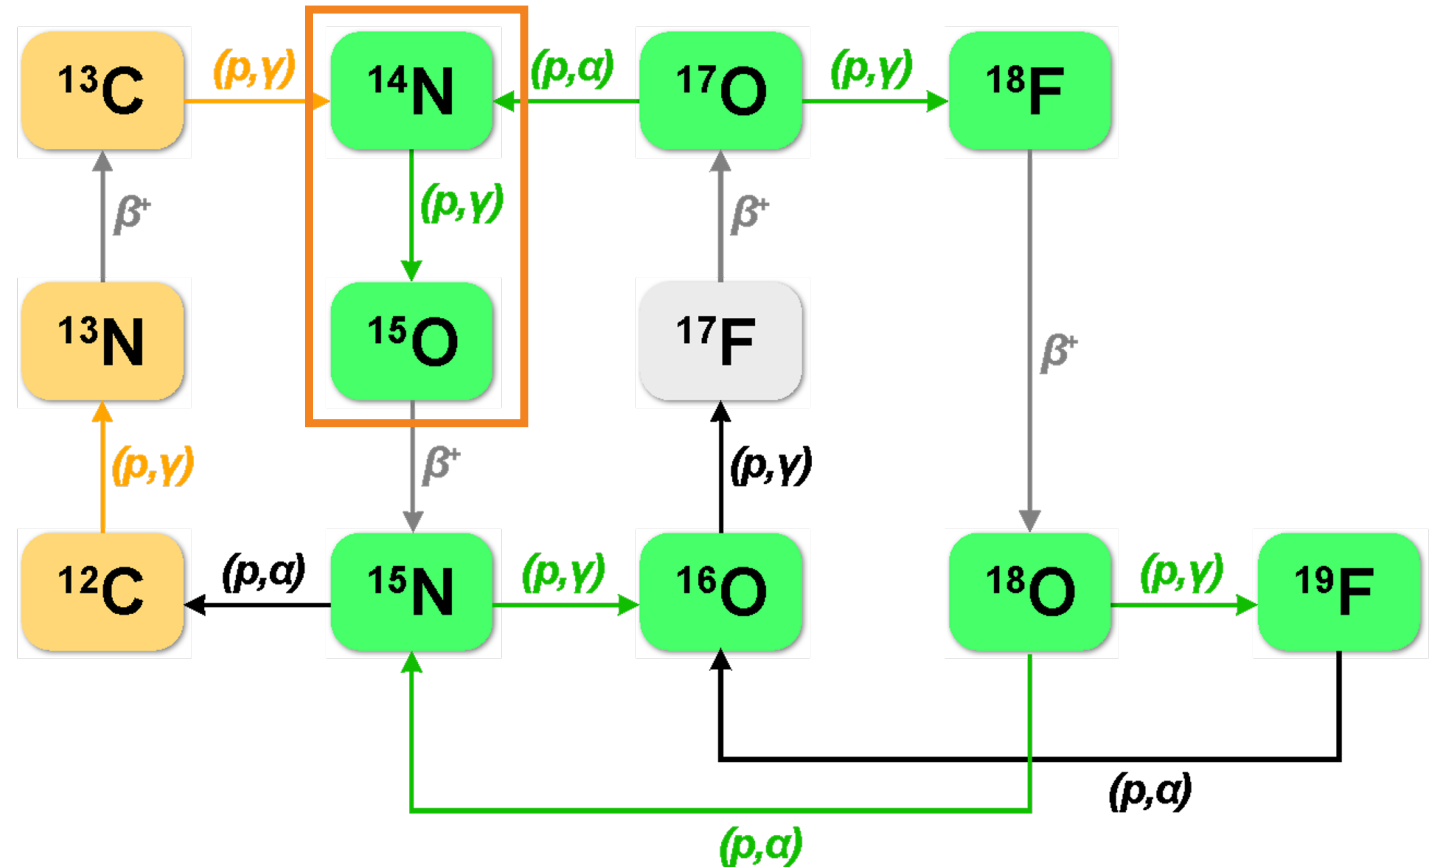 ¹³C (p,γ) ¹⁴N (p,α) ¹⁷O (p,γ) ¹⁸F
β⁺ (p,γ) β⁺
¹³N ¹⁵O ¹⁷F β⁺
(p,γ) β⁺ (p,γ)
¹²C (p,α) ¹⁵N (p,γ) ¹⁶O ¹⁸O (p,γ) ¹⁹F
(p,α)
(p,α)